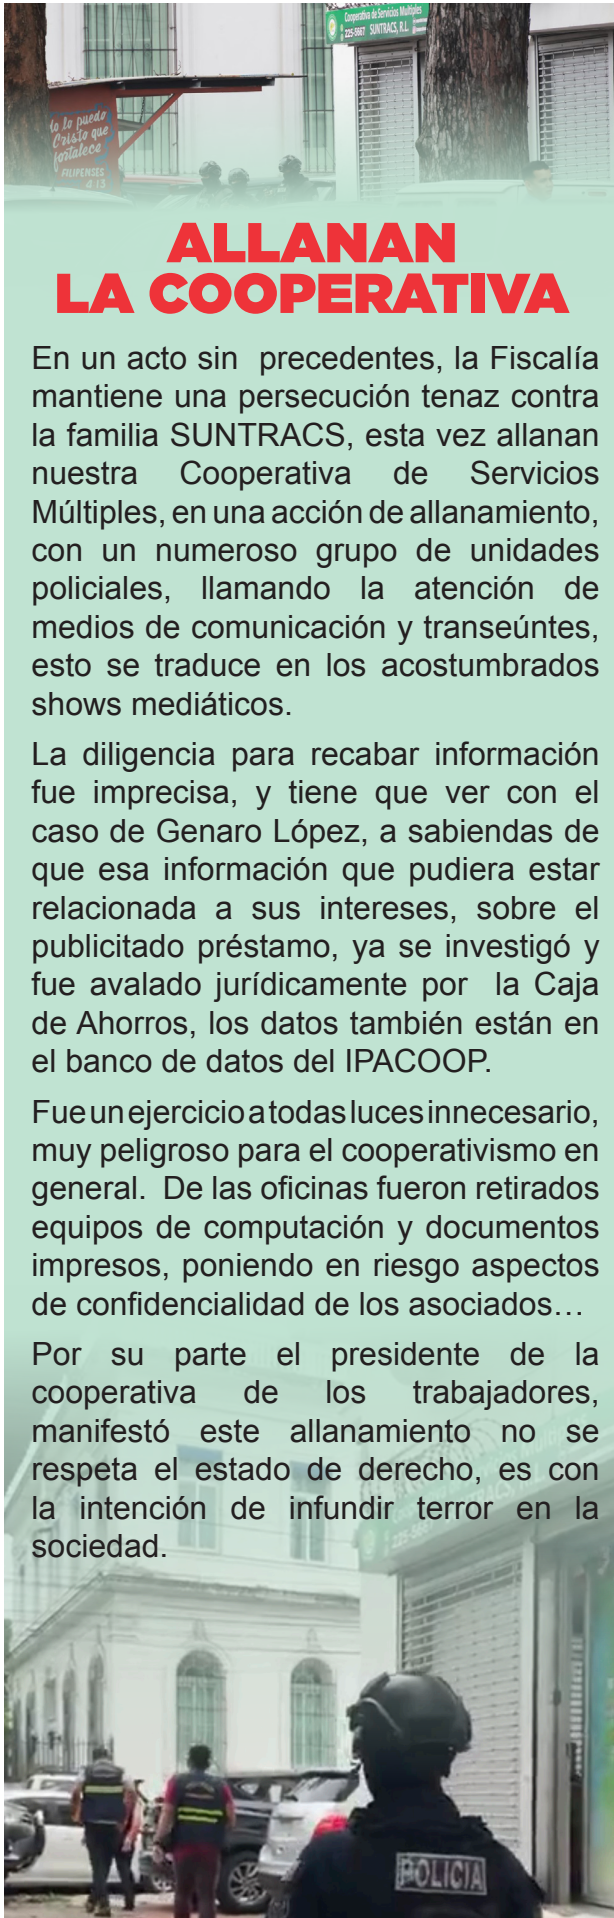 Cooperativa de Servicios Múltiples
225-5667 SUNTRACS, R.L.
lo puedo
Cristo que
fortalece
FILIPENSES
4 13
ALLANAN
LA COOPERATIVA
En un acto sin precedentes, la Fiscalía
mantiene una persecución tenaz contra
la familia SUNTRACS, esta vez allanan
nuestra Cooperativa de Servicios
Múltiples, en una acción de allanamiento,
con un numeroso grupo de unidades
policiales, llamando la atención de
medios de comunicación y transeúntes,
esto se traduce en los acostumbrados
shows mediáticos.
La diligencia para recabar información
fue imprecisa, y tiene que ver con el
caso de Genaro López, a sabiendas de
que esa información que pudiera estar
relacionada a sus intereses, sobre el
publicitado préstamo, ya se investigó y
fue avalado jurídicamente por la Caja
de Ahorros, los datos también están en
el banco de datos del IPACOOP.
Fue un ejercicio a todas luces innecesario,
muy peligroso para el cooperativismo en
general. De las oficinas fueron retirados
equipos de computación y documentos
impresos, poniendo en riesgo aspectos
de confidencialidad de los asociados…
Por su parte el presidente de la
cooperativa de los trabajadores,
manifestó este allanamiento no se
respeta el estado de derecho, es con
la intención de infundir terror en la
sociedad.
POLICIA